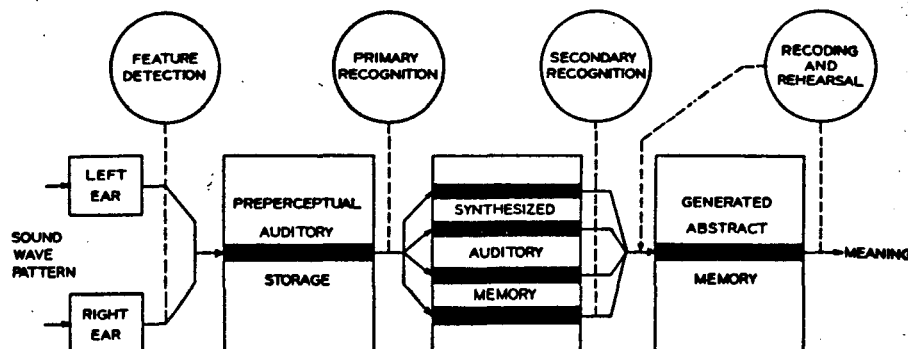 FEATURE
DETECTION
PRIMARY
RECOGNITION
SECONDARY
RECOGNITION
RECODING
AND
REHEARSAL
LEFT
EAR
SOUND
WAVE
PATTERN
RIGHT
EAR
PREPERCEPTUAL
AUDITORY
STORAGE
SYNTHESIZED
AUDITORY
MEMORY
GENERATED
ABSTRACT
MEMORY
MEANING